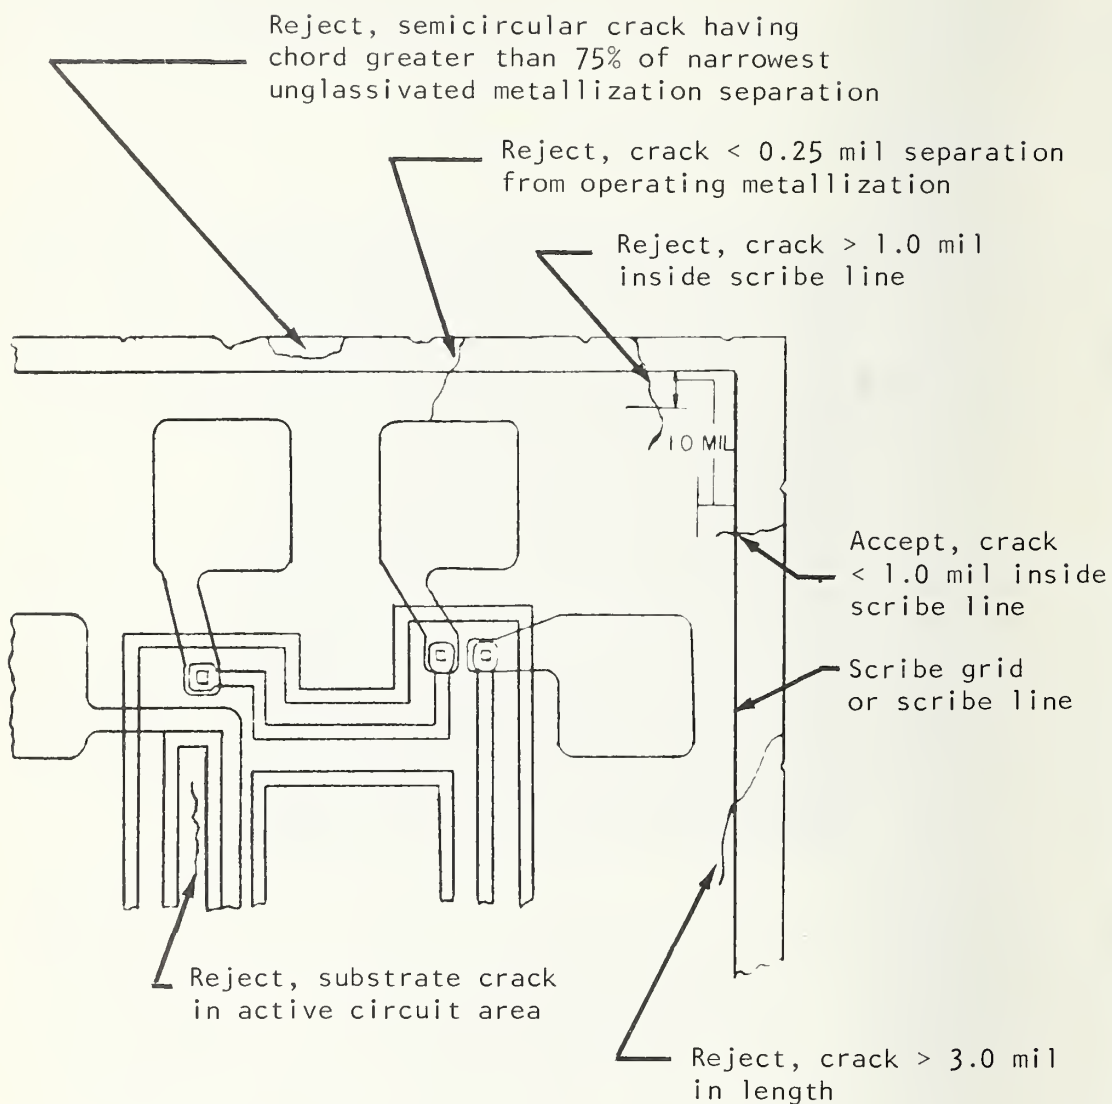 Reject, semicircular crack having
chord greater than 75% of narrowest
unglassivated metallization separation
Reject, crack < 0.25 mil separation
from operating metallization
Reject, crack > 1.0 mil
inside scribe line
10 MIL
Accept, crack
< 1.0 mil inside
scribe line
Scribe grid
or scribe line
Reject, substrate crack
in active circuit area
Reject, crack > 3.0 mil
in length